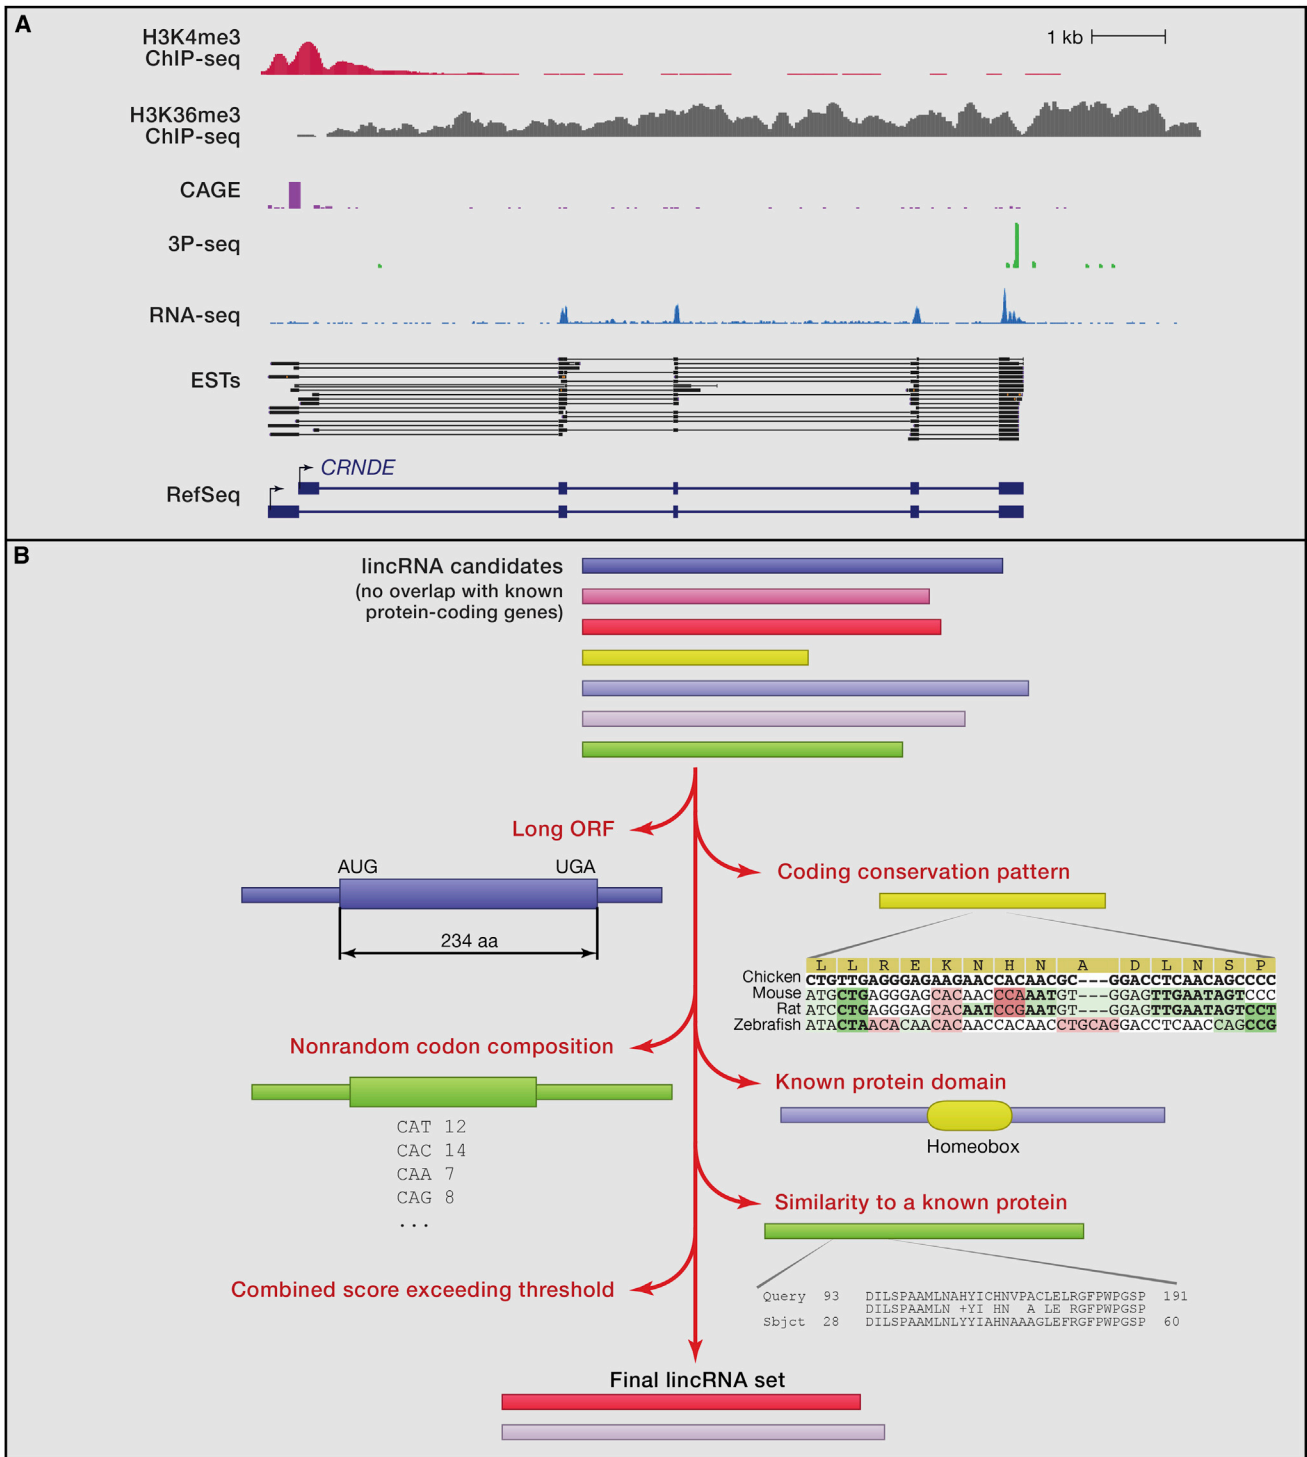 A
H3K4me3
ChIP-seq
1 kb
H3K36me3
ChIP-seq
CAGE
3P-seq
RNA-seq
ESTs
CRNDE
RefSeq
B
lincRNA candidates
(no overlap with known
protein-coding genes)
Long ORF
AUG UGA
234 aa
Coding conservation pattern
L L R E K N H N A D L N S P
Chicken CTGTTGAGGGAGAAGAACCACAACGC---GGACCTCAACAGCCCC
Mouse ATGCTGAGGGAGCACAACCCAAATGT---GGAGTTGAATAGTCCC
Rat ATCCTGAGGGAGCACAATCCGAATGT---GGAGTTGAATAGTCCT
Zebrafish ATACTAACACAACACAACCACAACCTGCAGGACCTCAACCAGCCG
Nonrandom codon composition
CAT 12
CAC 14
CAA 7
CAG 8
...
Known protein domain
Homeobox
Similarity to a known protein
Query 93 DILSPAAMLNAHYICHNVPACLELRGFPWPGSP 191
DILSPAAMLN +YI HN A LE RGFPWPGSP
Sbjct 28 DILSPAAMLNLYYIAHNAAAGLEFRGFPWPGSP 60
Combined score exceeding threshold
Final lincRNA set